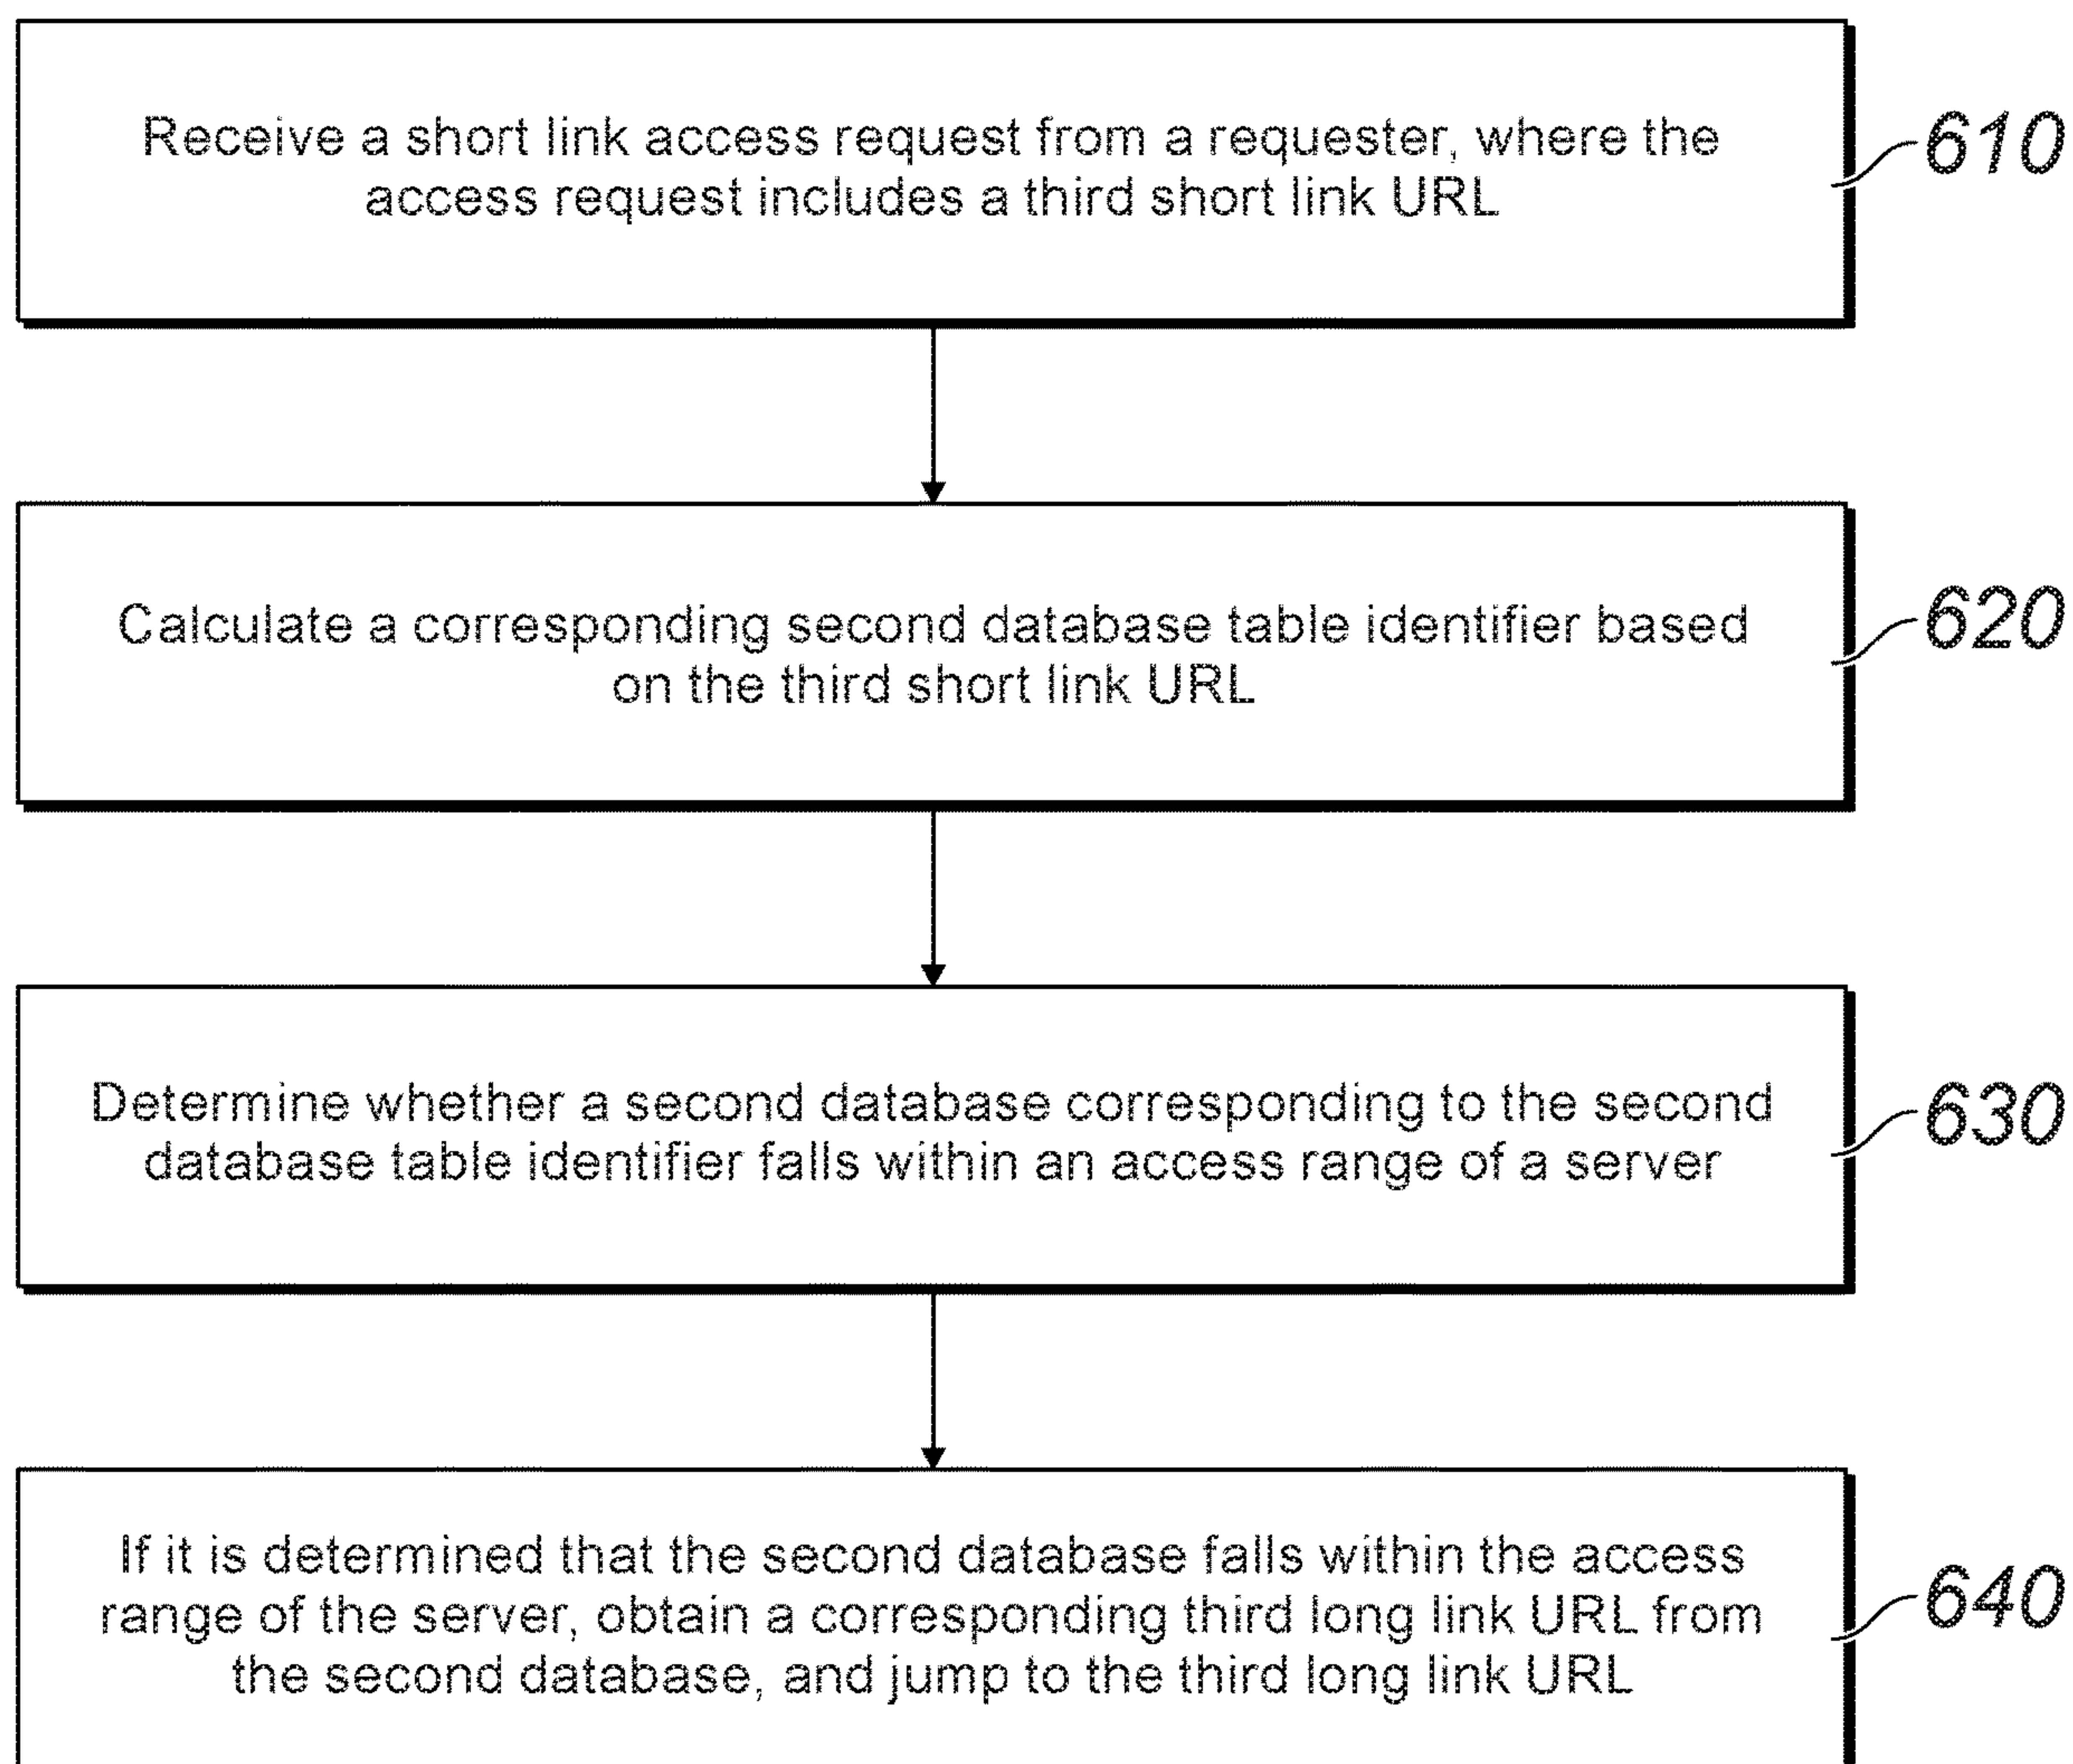 Receive a short link access request from a requester, where the
access request includes a third short link URL
610
Calculate a corresponding second database table identifier based
on the third short link URL
620
Determine whether a second database corresponding to the second
database table identifier falls within an access range of a server
630
If it is determined that the second database falls within the access
range of the server, obtain a corresponding third long link URL from
the second database, and jump to the third long link URL
640